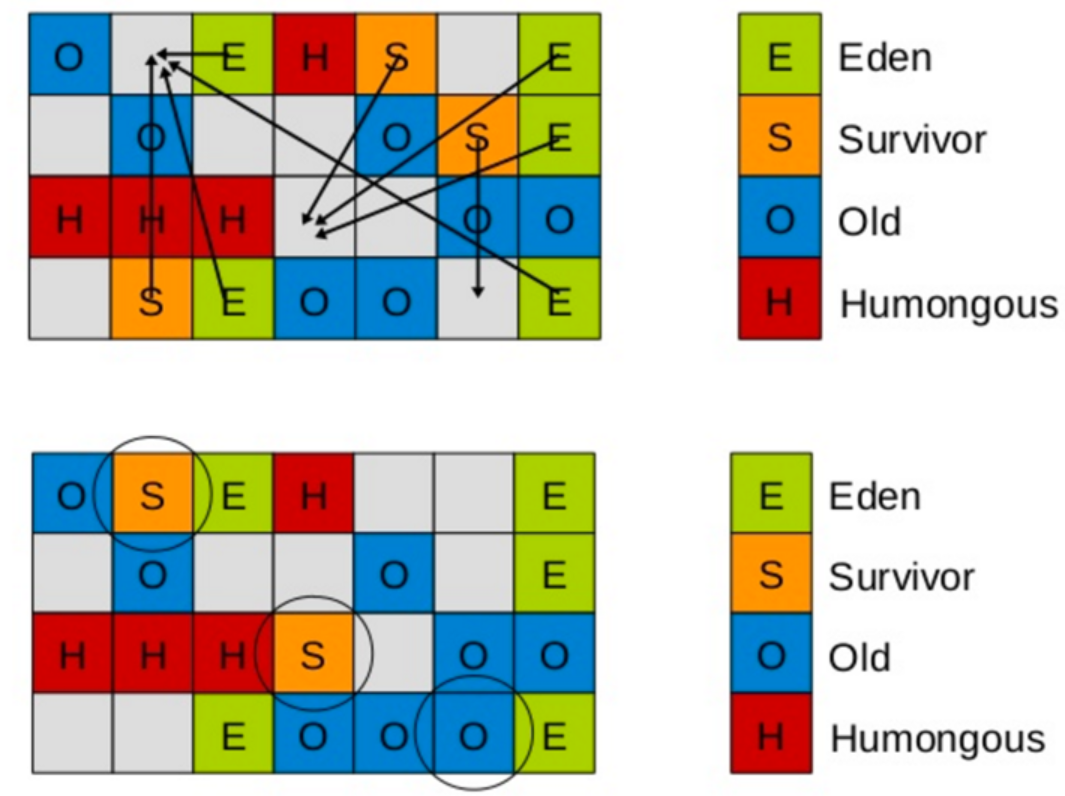 O E H S E E Eden
O O S E S Survivor
H H H O O O Old
S E O O E H Humongous
O S E H E E Eden
O O E S Survivor
H H H S O O O Old
E O O O E H Humongous